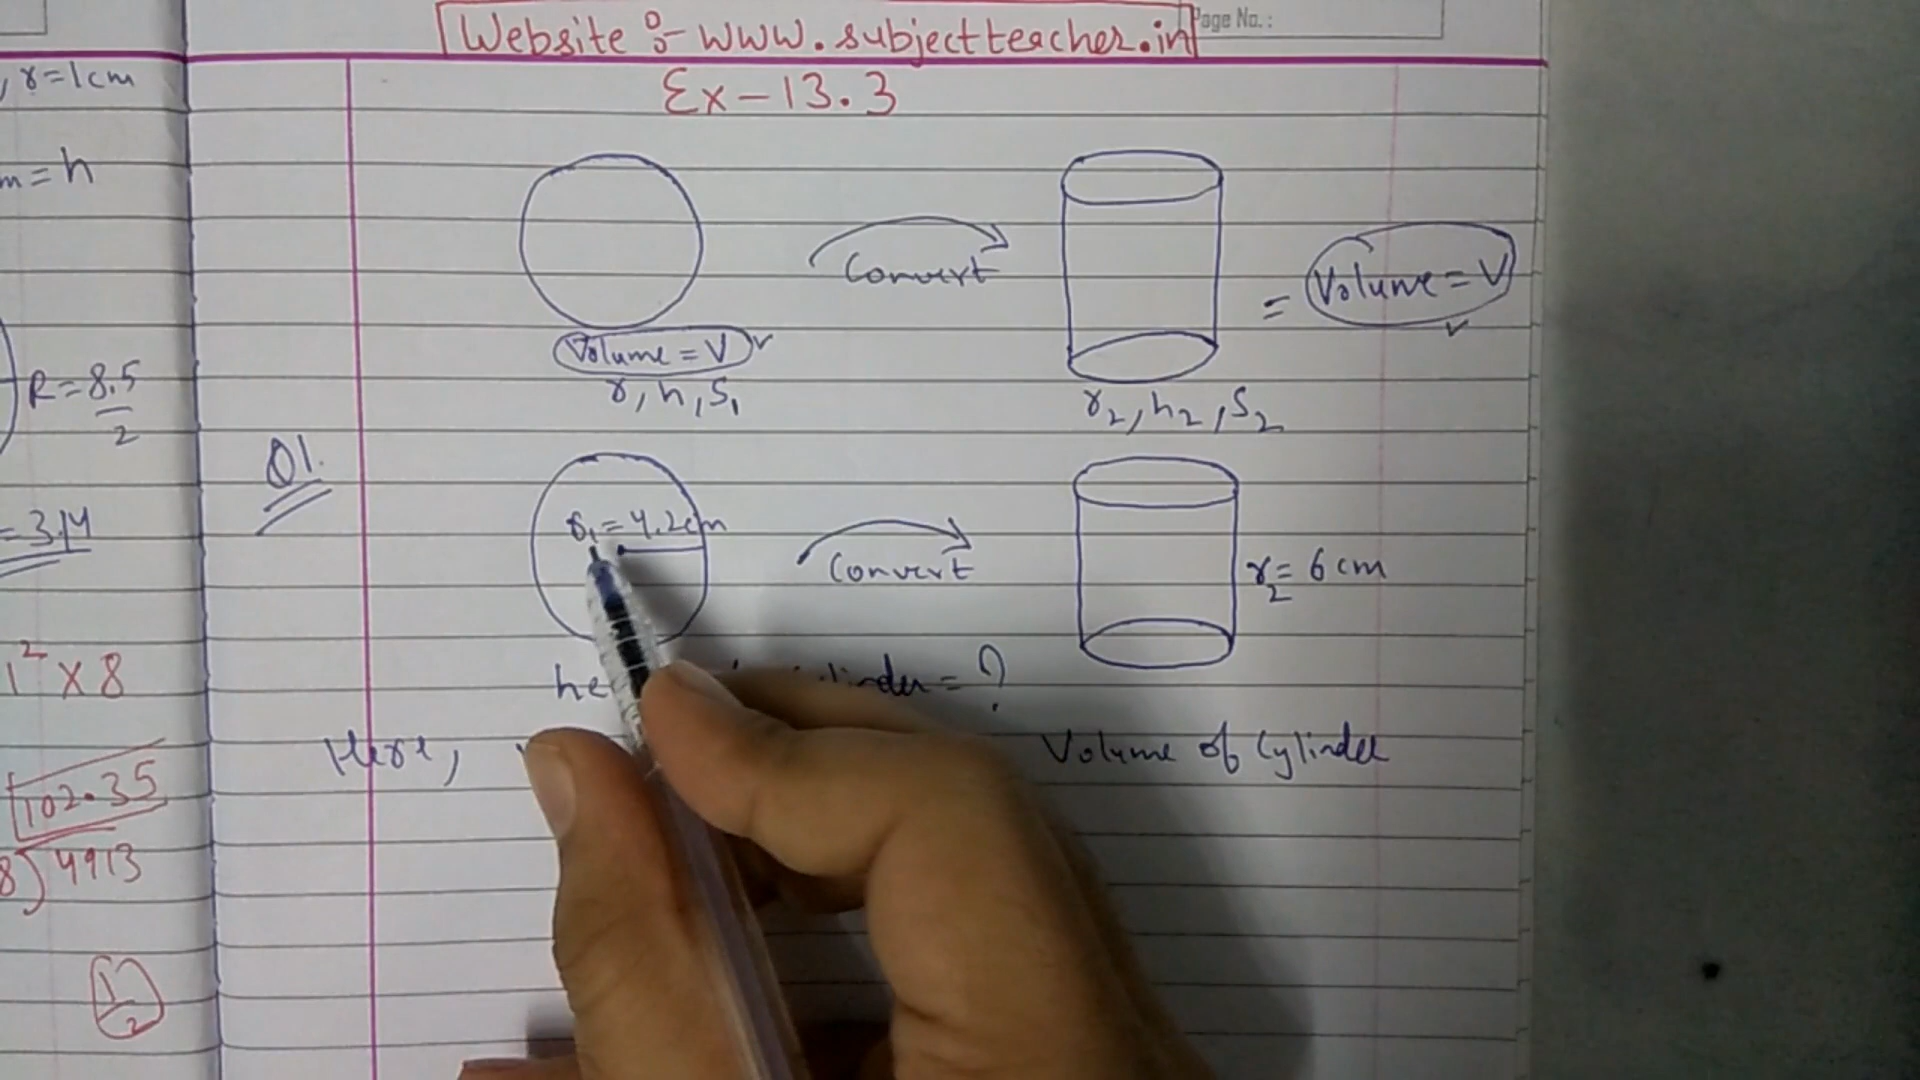 Website :- www.subjectteacher.in
Page No.:
Ex-13.3
, r=1cm
= h
R=8.5
2
=3.14
1² x 8
102.35
8)4913
1
2
Convert
Volume = V
= Volume = V
r, h, S₁
r₂, h₂, S₂
Q1.
r₁ = 4.2cm
Convert
r₂ = 6 cm
= ?
Here,
Volume of Cylinder